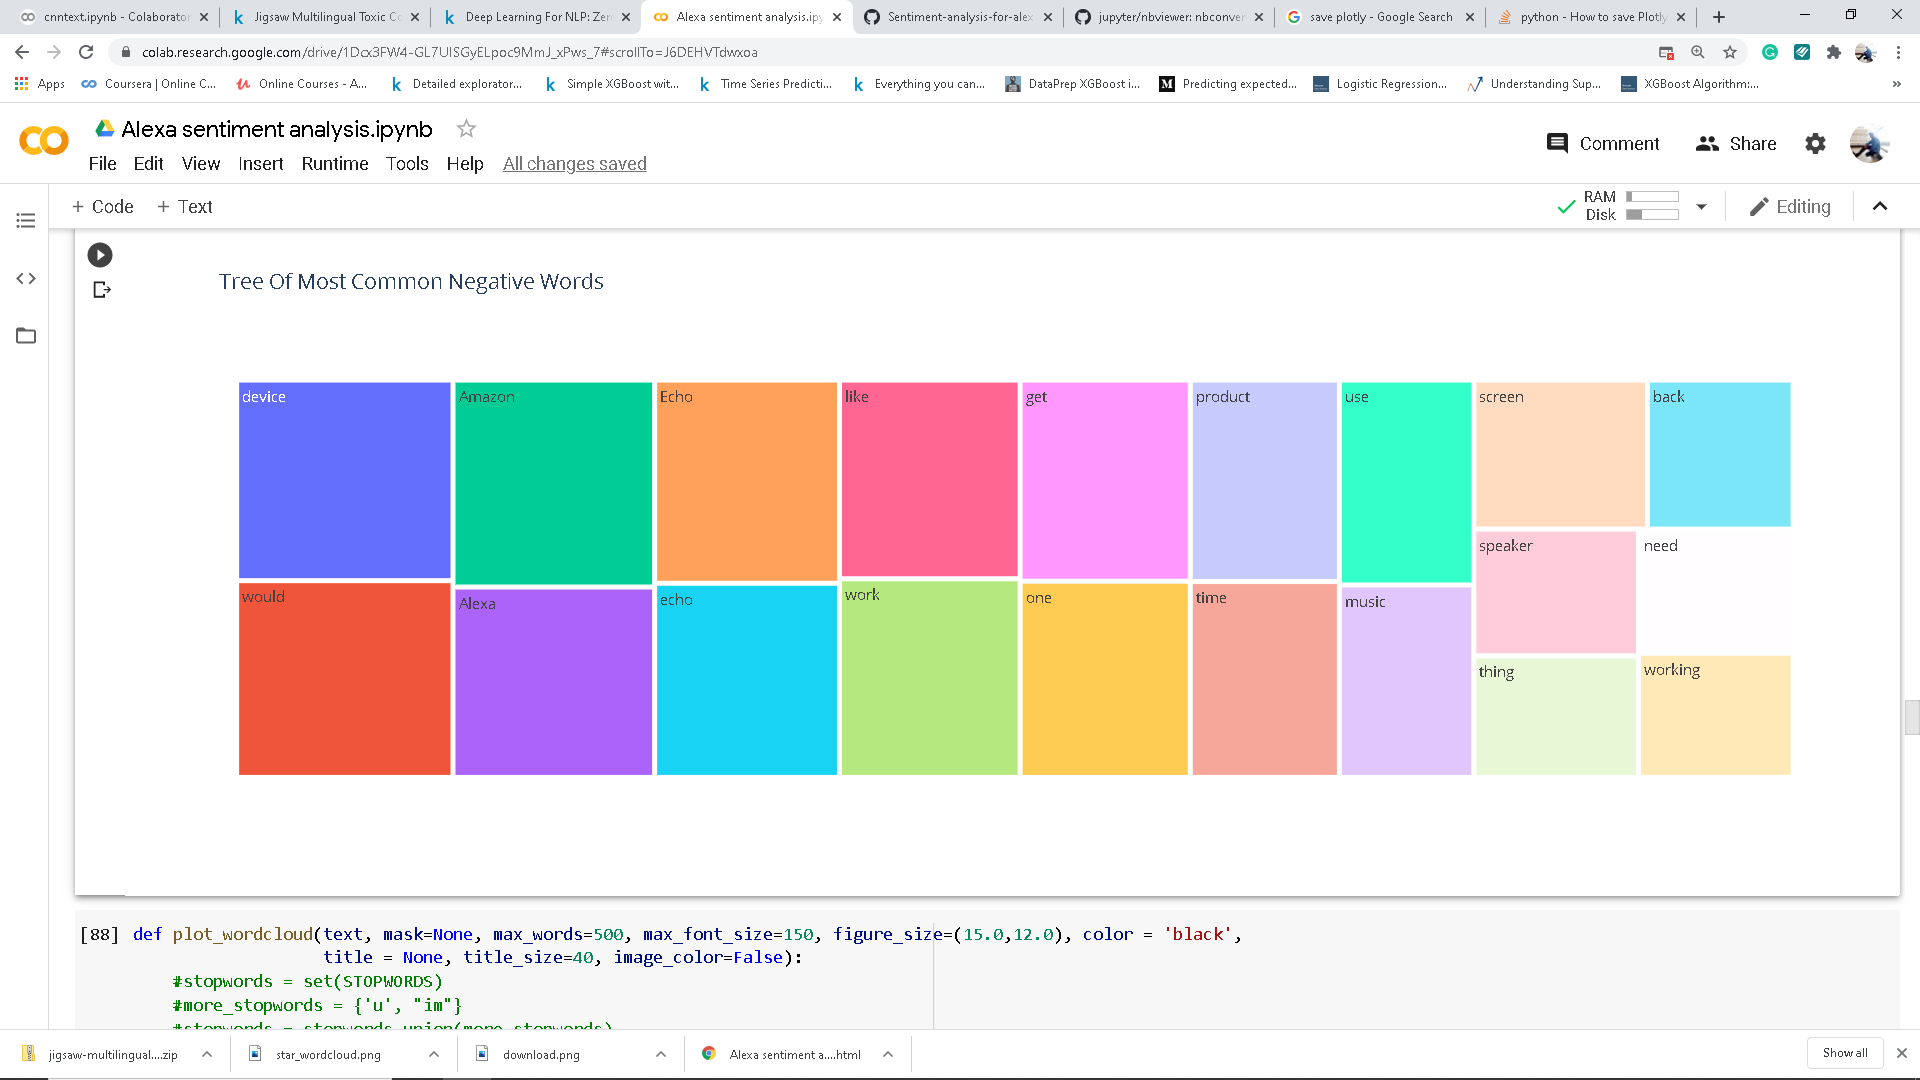 cnntext.ipynb - Colaborator
Jigsaw Multilingual Toxic Co
Deep Learning For NLP: Zero
Alexa sentiment analysis.ipy
Sentiment-analysis-for-alex
jupyter/nbviewer: nbconver
save plotly - Google Search
python - How to save Plotly
colab.research.google.com/drive/1Dcx3FW4-GL7UlSGyELpoc9MmJ_xPws_7#scrollTo=J6DEHVTdwxoa
Apps
Coursera | Online C...
Online Courses - A...
Detailed explorator...
Simple XGBoost wit...
Time Series Predicti...
Everything you can...
DataPrep XGBoost i...
Predicting expected...
Logistic Regression...
Understanding Sup...
XGBoost Algorithm:...
Alexa sentiment analysis.ipynb
Comment
Share
File Edit View Insert Runtime Tools Help All changes saved
+ Code + Text
RAM
Disk
Editing
Tree Of Most Common Negative Words
device
Amazon
Echo
like
get
product
use
screen
back
speaker
need
would
Alexa
echo
work
one
time
music
thing
working
[88] def plot_wordcloud(text, mask=None, max_words=500, max_font_size=150, figure_size=(15.0,12.0), color = 'black',
title = None, title_size=40, image_color=False):
#stopwords = set(STOPWORDS)
#more_stopwords = {'u', "im"}
#stopwords = stopwords.union(more_stopwords)
jigsaw-multilingual....zip
star_wordcloud.png
download.png
Alexa sentiment a....html
Show all